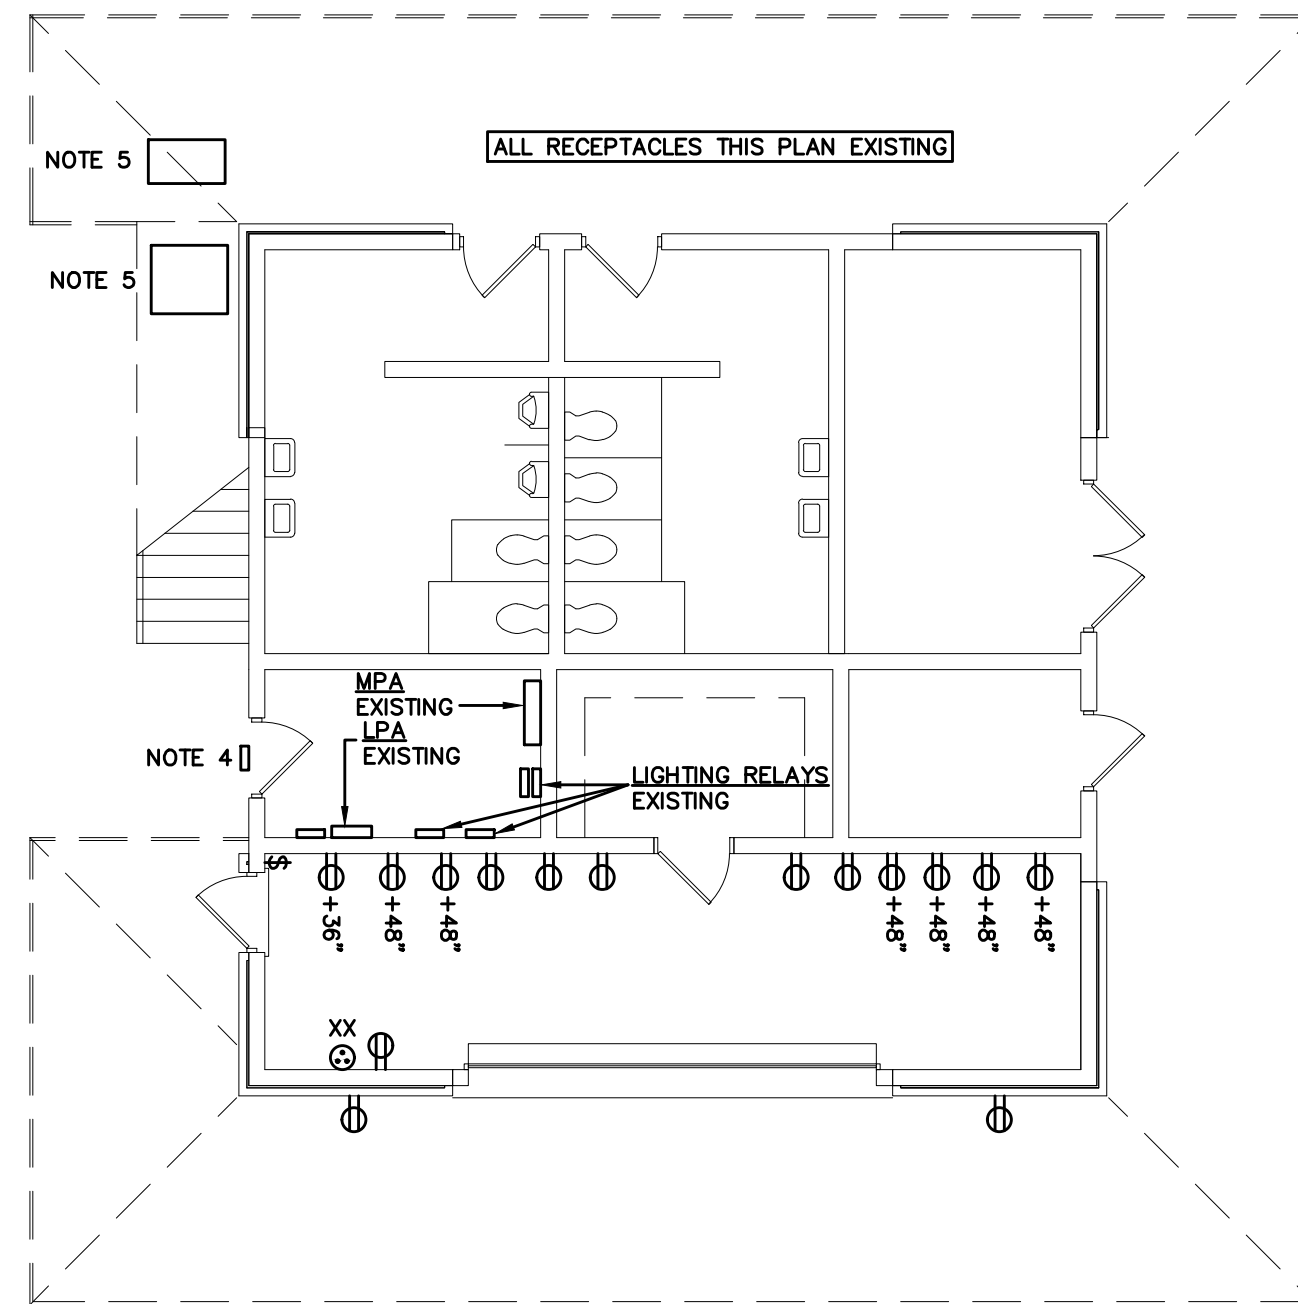 ALL RECEPTACLES THIS PLAN EXISTING
NOTE 5
NOTE 5
MPA
EXISTING
LPA
EXISTING
NOTE 4
LIGHTING RELAYS
EXISTING
$
+36"
+48"
+48"
+48"
+48"
+48"
+48"
XX